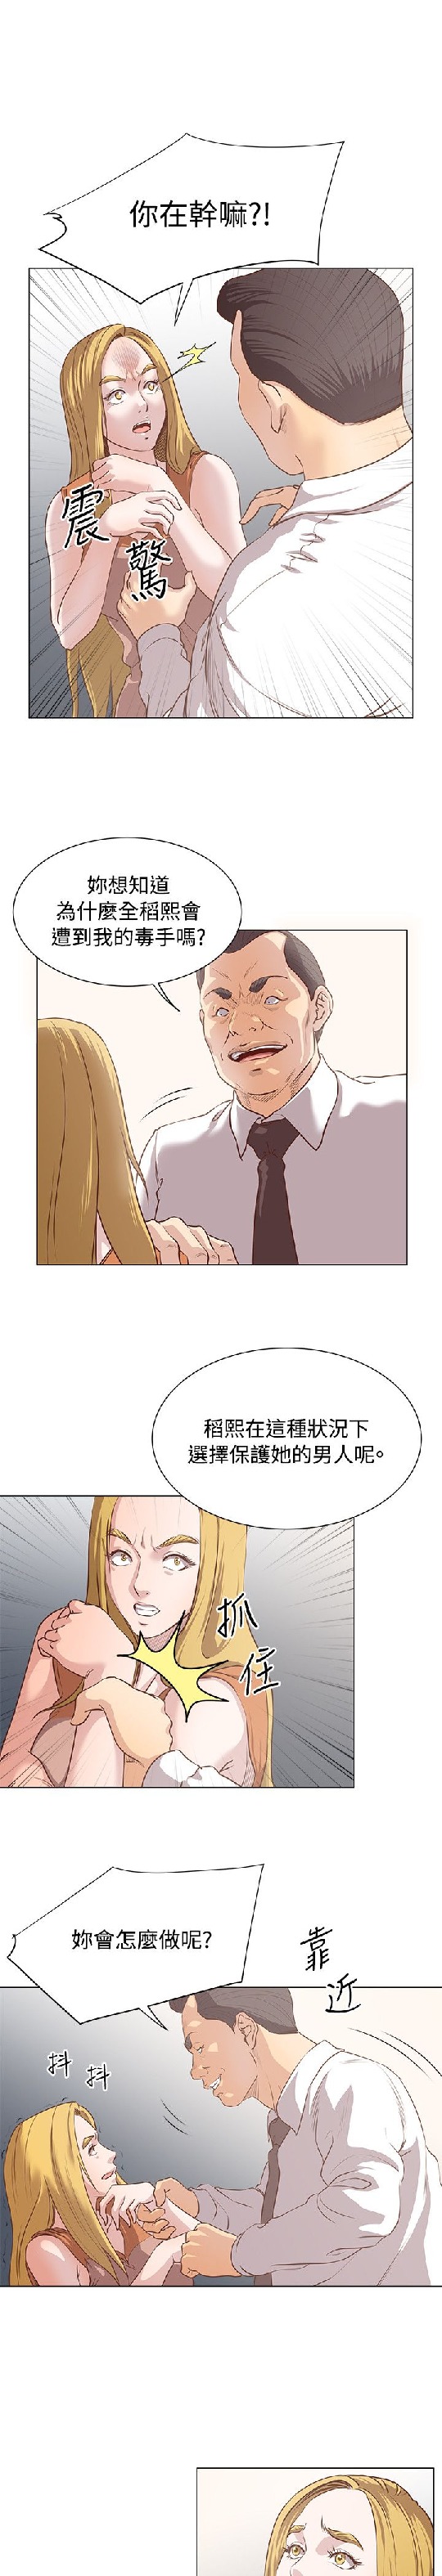 你在幹嘛?!
震
驚
妳想知道
為什麼全稻熙會
遭到我的毒手嗎?
稻熙在這種狀況下
選擇保護她的男人呢。
抓
住
妳會怎麼做呢?
靠
近
抖
抖